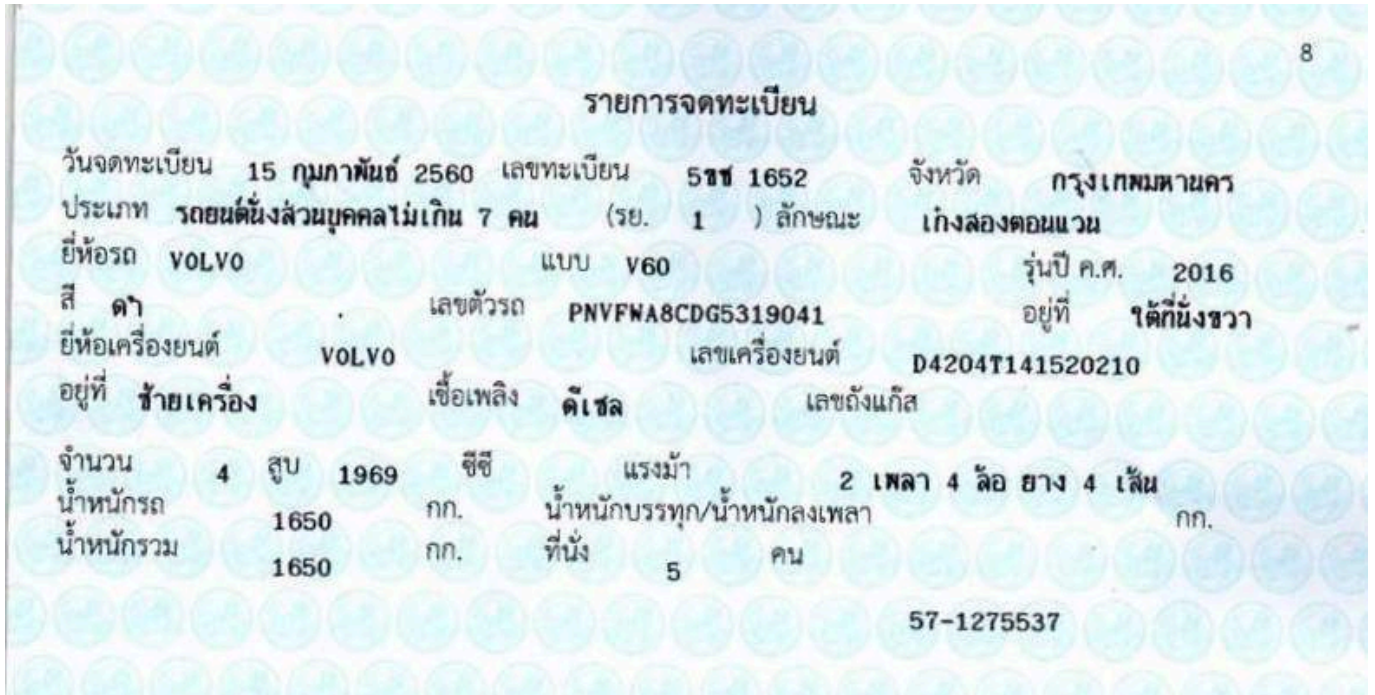 8
รายการจดทะเบียน
วันจดทะเบียน 15 กุมภาพันธ์ 2560 เลขทะเบียน 5ขช 1652 จังหวัด กรุงเทพมหานคร
ประเภท รถยนต์นั่งส่วนบุคคลไม่เกิน 7 คน (รย. 1 ) ลักษณะ เก๋งสองตอนแวน
ยี่ห้อรถ VOLVO แบบ V60 รุ่นปี ค.ศ. 2016
สี ดำ เลขตัวรถ PNVFWA8CDG5319041 อยู่ที่ ใต้ที่นั่งขวา
ยี่ห้อเครื่องยนต์ VOLVO เลขเครื่องยนต์ D4204T141520210
อยู่ที่ ซ้ายเครื่อง เชื้อเพลิง ดีเซล เลขถังแก๊ส
จำนวน 4 สูบ 1969 ซีซี แรงม้า 2 เพลา 4 ล้อ ยาง 4 เส้น
น้ำหนักรถ 1650 กก. น้ำหนักบรรทุก/น้ำหนักลงเพลา กก.
น้ำหนักรวม 1650 กก. ที่นั่ง 5 คน
57-1275537